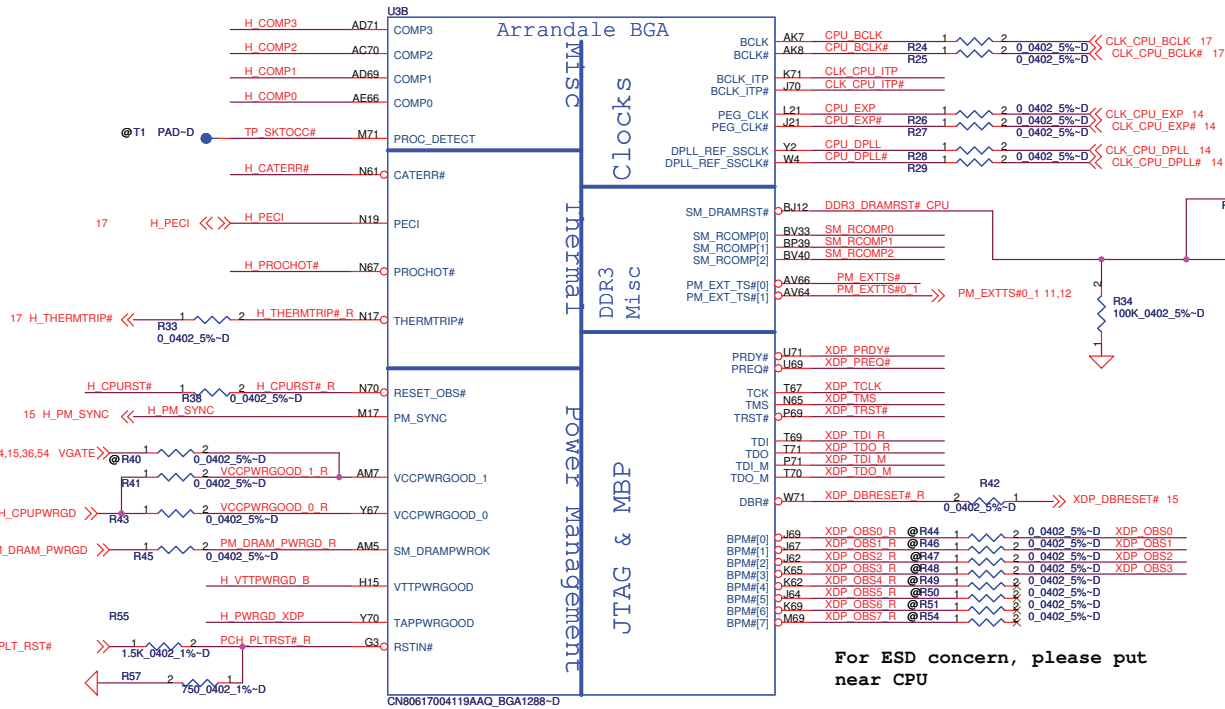 U3B
Arrandale BGA
Misc
Thermal
Power Management
Clocks
DDR3
Misc
JTAG & MBP
H_COMP3 AD71 COMP3
H_COMP2 AC70 COMP2
H_COMP1 AD69 COMP1
H_COMP0 AE66 COMP0
@T1 PAD~D TP_SKTOCC# M71 PROC_DETECT
H_CATERR# N61 CATERR#
17 H_PECI H_PECI N19 PECI
H_PROCHOT# N67 PROCHOT#
17 H_THERMTRIP# 1 2 H_THERMTRIP#_R N17 THERMTRIP#
R33
0_0402_5%~D
H_CPURST# 1 2 H_CPURST#_R N70 RESET_OBS#
R38 0_0402_5%~D
15 H_PM_SYNC H_PM_SYNC M17 PM_SYNC
4,15,36,54 VGATE 1 2
@R40 0_0402_5%~D
1 2 VCCPWRGOOD_1_R AM7 VCCPWRGOOD_1
R41 0_0402_5%~D
H_CPUPWRGD 1 2 VCCPWRGOOD_0_R Y67 VCCPWRGOOD_0
R43 0_0402_5%~D
M_DRAM_PWRGD 1 2 PM_DRAM_PWRGD_R AM5 SM_DRAMPWROK
R45 0_0402_5%~D
H_VTTPWRGD_B H15 VTTPWRGOOD
R55 H_PWRGD_XDP Y70 TAPPWRGOOD
PLT_RST# 1 2 PCH_PLTRST#_R G3 RSTIN#
1.5K_0402_1%~D
R57 2 1
750_0402_1%~D
CN80617004119AAQ_BGA1288~D
BCLK AK7 CPU_BCLK 1 2 0_0402_5%~D CLK_CPU_BCLK 17
BCLK# AK8 CPU_BCLK# R24 1 2 0_0402_5%~D CLK_CPU_BCLK# 17
R25
BCLK_ITP K71 CLK_CPU_ITP
BCLK_ITP# J70 CLK_CPU_ITP#
PEG_CLK L21 CPU_EXP 1 2 0_0402_5%~D CLK_CPU_EXP 14
PEG_CLK# J21 CPU_EXP# R26 1 2 0_0402_5%~D CLK_CPU_EXP# 14
R27
DPLL_REF_SSCLK Y2 CPU_DPLL 1 2 CLK_CPU_DPLL 14
DPLL_REF_SSCLK# W4 CPU_DPLL# R28 1 2 0_0402_5%~D CLK_CPU_DPLL# 14
R29
SM_DRAMRST# BJ12 DDR3_DRAMRST#_CPU
SM_RCOMP[0] BV33 SM_RCOMP0
SM_RCOMP[1] BP39 SM_RCOMP1
SM_RCOMP[2] BV40 SM_RCOMP2
PM_EXT_TS#[0] AV66 PM_EXTTS#
PM_EXT_TS#[1] AV64 PM_EXTTS#0_1 PM_EXTTS#0_1 11,12
2
R34
100K_0402_5%~D
1
PRDY# U71 XDP_PRDY#
PREQ# U69 XDP_PREQ#
TCK T67 XDP_TCLK
TMS N65 XDP_TMS
TRST# P69 XDP_TRST#
TDI T69 XDP_TDI_R
TDO T71 XDP_TDO_R
TDI_M P71 XDP_TDI_M
TDO_M T70 XDP_TDO_M
R42
DBR# W71 XDP_DBRESET#_R 2 1 XDP_DBRESET# 15
0_0402_5%~D
BPM#[0] J69 XDP_OBS0_R @R44 1 2 0_0402_5%~D XDP_OBS0
BPM#[1] J67 XDP_OBS1_R @R46 1 2 0_0402_5%~D XDP_OBS1
BPM#[2] J62 XDP_OBS2_R @R47 1 2 0_0402_5%~D XDP_OBS2
BPM#[3] K65 XDP_OBS3_R @R48 1 2 0_0402_5%~D XDP_OBS3
BPM#[4] K62 XDP_OBS4_R @R49 1 2 0_0402_5%~D
BPM#[5] J64 XDP_OBS5_R @R50 1 2 0_0402_5%~D
BPM#[6] K69 XDP_OBS6_R @R51 1 2 0_0402_5%~D
BPM#[7] M69 XDP_OBS7_R @R54 1 2 0_0402_5%~D
For ESD concern, please put
near CPU